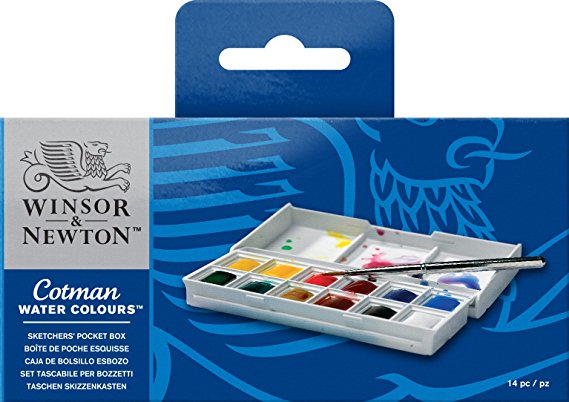 WINSOR
&
NEWTON™
Cotman
WATER COLOURS™
SKETCHERS' POCKET BOX
BOÎTE DE POCHE ESQUISSE
CAJA DE BOLSILLO ESBOZO
SET TASCABILE PER BOZZETTI
TASCHEN SKIZZENKASTEN
14 pc / pz